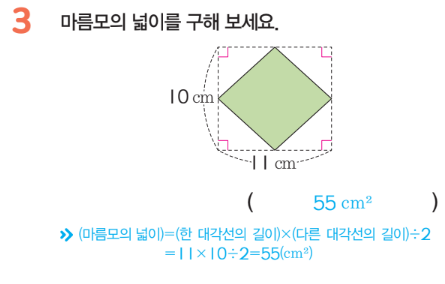 3 마름모의 넓이를 구해 보세요.
10 cm
11 cm
( 55 cm² )
» (마름모의 넓이)=(한 대각선의 길이)×(다른 대각선의 길이)÷2
=11×10÷2=55(cm²)